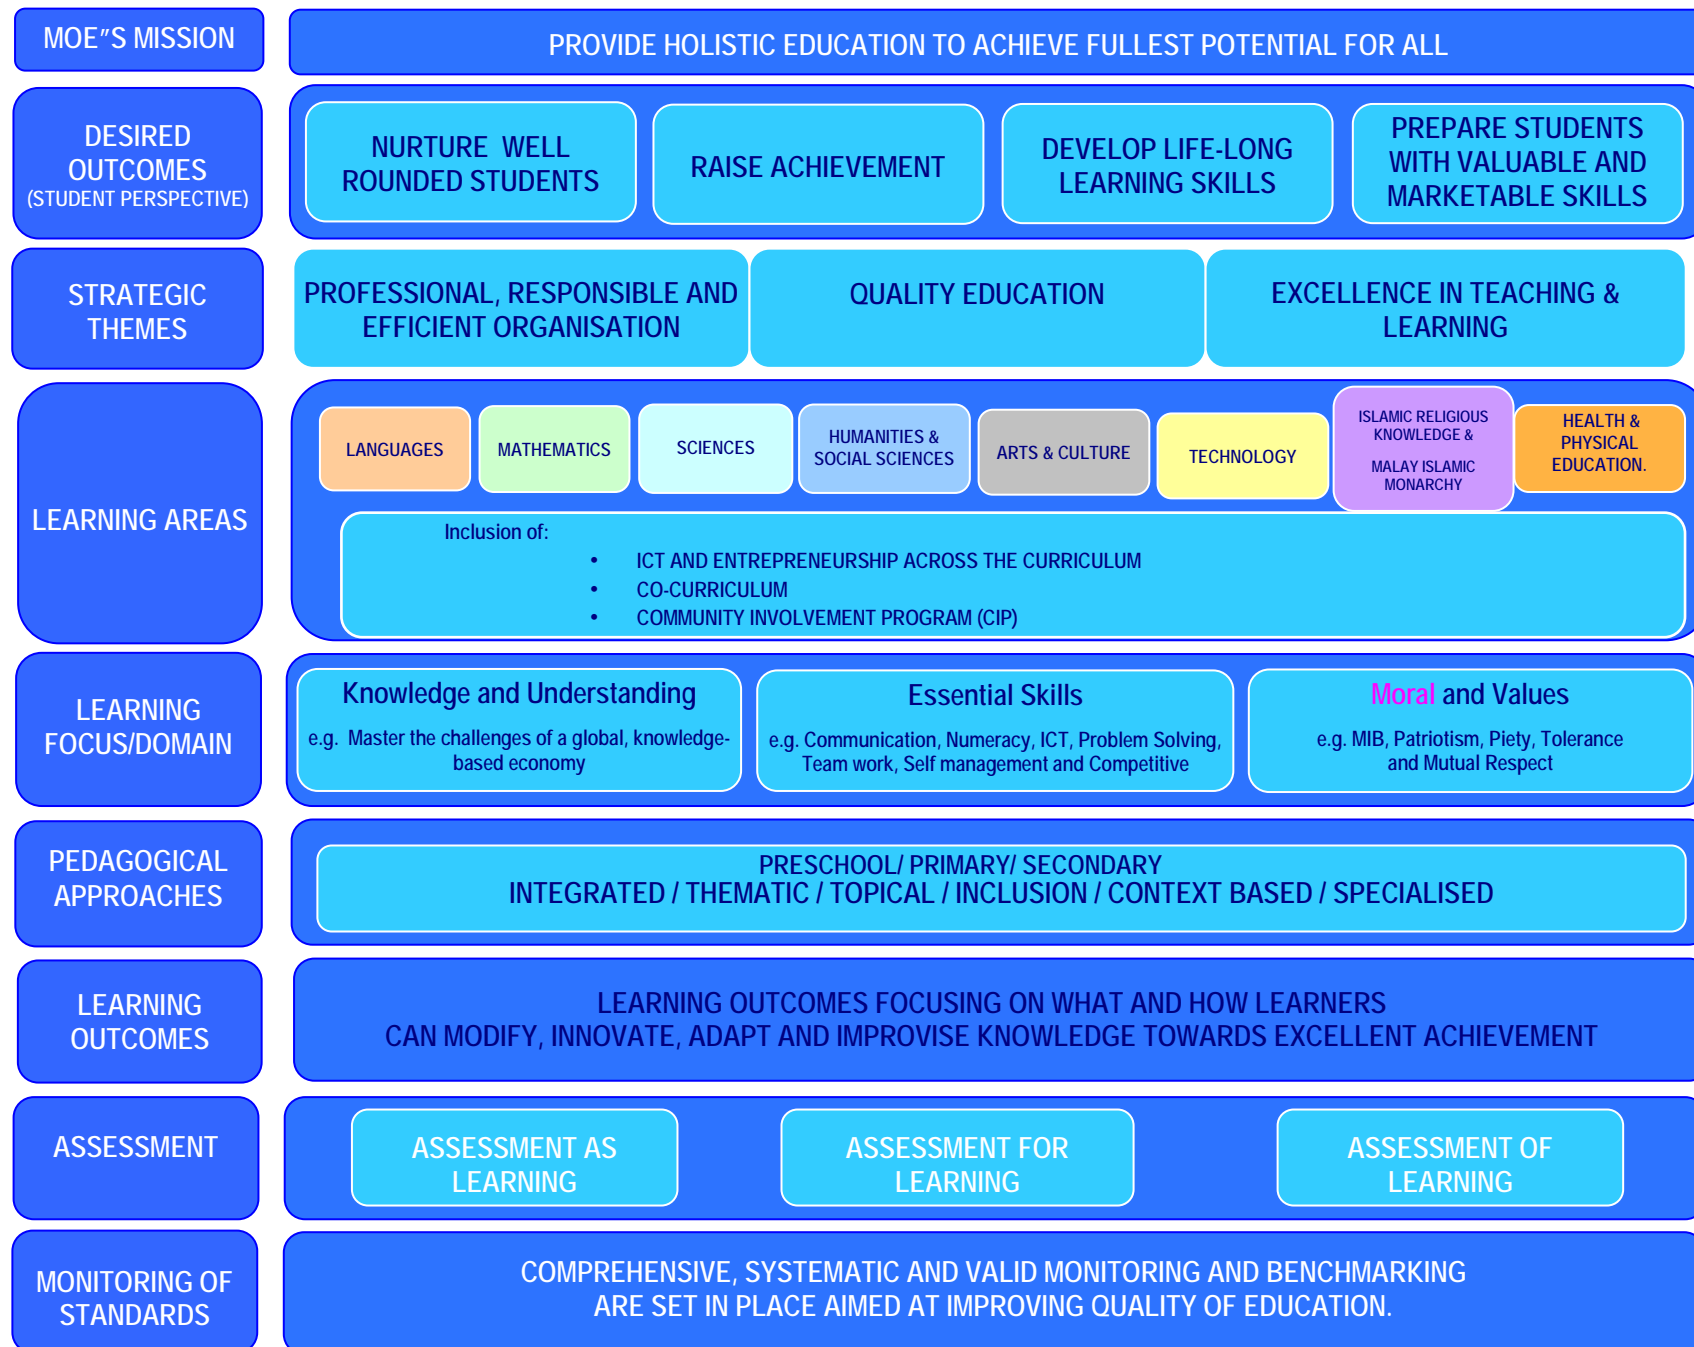 MOE"S MISSION
PROVIDE HOLISTIC EDUCATION TO ACHIEVE FULLEST POTENTIAL FOR ALL
DESIRED
OUTCOMES
(STUDENT PERSPECTIVE)
NURTURE WELL
ROUNDED STUDENTS
RAISE ACHIEVEMENT
DEVELOP LIFE-LONG
LEARNING SKILLS
PREPARE STUDENTS
WITH VALUABLE AND
MARKETABLE SKILLS
STRATEGIC
THEMES
PROFESSIONAL, RESPONSIBLE AND
EFFICIENT ORGANISATION
QUALITY EDUCATION
EXCELLENCE IN TEACHING &
LEARNING
LEARNING AREAS
LANGUAGES
MATHEMATICS
SCIENCES
HUMANITIES &
SOCIAL SCIENCES
ARTS & CULTURE
TECHNOLOGY
ISLAMIC RELIGIOUS
KNOWLEDGE &
MALAY ISLAMIC
MONARCHY
HEALTH &
PHYSICAL
EDUCATION.
Inclusion of:
• ICT AND ENTREPRENEURSHIP ACROSS THE CURRICULUM
• CO-CURRICULUM
• COMMUNITY INVOLVEMENT PROGRAM (CIP)
LEARNING
FOCUS/DOMAIN
Knowledge and Understanding
e.g. Master the challenges of a global, knowledge-
based economy
Essential Skills
e.g. Communication, Numeracy, ICT, Problem Solving,
Team work, Self management and Competitive
Moral and Values
e.g. MIB, Patriotism, Piety, Tolerance
and Mutual Respect
PEDAGOGICAL
APPROACHES
PRESCHOOL/ PRIMARY/ SECONDARY
INTEGRATED / THEMATIC / TOPICAL / INCLUSION / CONTEXT BASED / SPECIALISED
LEARNING
OUTCOMES
LEARNING OUTCOMES FOCUSING ON WHAT AND HOW LEARNERS
CAN MODIFY, INNOVATE, ADAPT AND IMPROVISE KNOWLEDGE TOWARDS EXCELLENT ACHIEVEMENT
ASSESSMENT
ASSESSMENT AS
LEARNING
ASSESSMENT FOR
LEARNING
ASSESSMENT OF
LEARNING
MONITORING OF
STANDARDS
COMPREHENSIVE, SYSTEMATIC AND VALID MONITORING AND BENCHMARKING
ARE SET IN PLACE AIMED AT IMPROVING QUALITY OF EDUCATION.